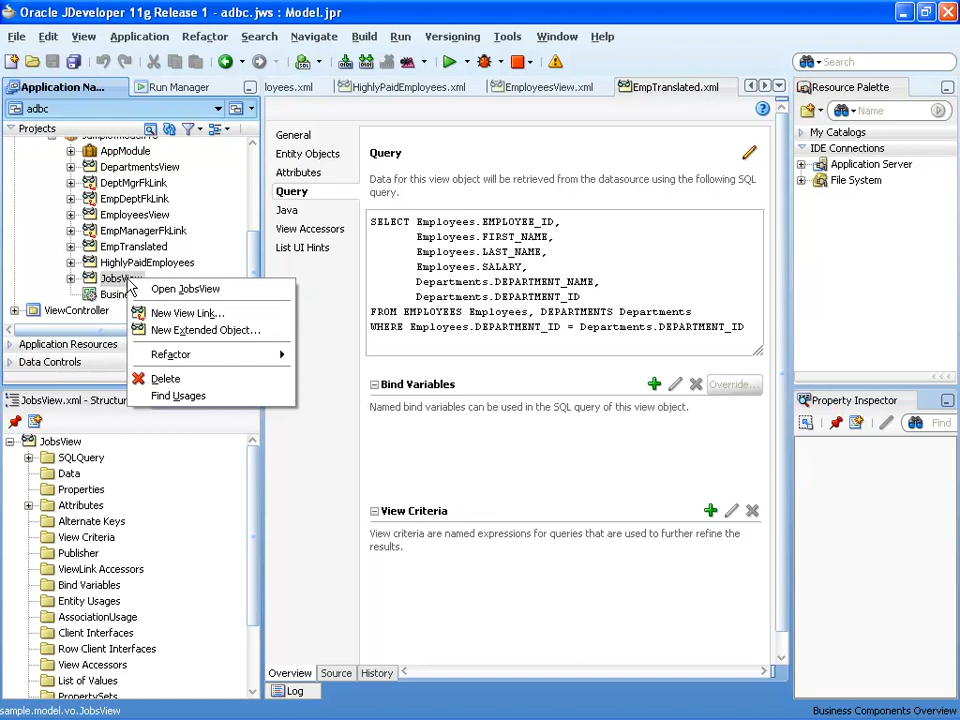 Oracle JDeveloper 11g Release 1 - adbc.jws : Model.jpr
File Edit View Application Refactor Search Navigate Build Run Versioning Tools Window Help
Search
Application Na...
Run Manager
loyees.xml
HighlyPaidEmployees.xml
EmployeesView.xml
EmpTranslated.xml
Resource Palette
adbc
Name
Projects
My Catalogs
IDE Connections
Application Server
File System
AppModule
DepartmentsView
DeptMgrFkLink
EmpDeptFkLink
EmployeesView
EmpManagerFkLink
EmpTranslated
HighlyPaidEmployees
JobsView
Busine
ViewController
Application Resources
Data Controls
Open JobsView
New View Link...
New Extended Object...
Refactor
Delete
Find Usages
General
Entity Objects
Attributes
Query
Java
View Accessors
List UI Hints
Query
Data for this view object will be retrieved from the datasource using the following SQL
query.
SELECT Employees.EMPLOYEE_ID,
Employees.FIRST_NAME,
Employees.LAST_NAME,
Employees.SALARY,
Departments.DEPARTMENT_NAME,
Departments.DEPARTMENT_ID
FROM EMPLOYEES Employees, DEPARTMENTS Departments
WHERE Employees.DEPARTMENT_ID = Departments.DEPARTMENT_ID
Bind Variables
Override...
Named bind variables can be used in the SQL query of this view object.
View Criteria
View criteria are named expressions for queries that are used to further refine the
results.
Overview Source History
Log
JobsView.xml - Structur
JobsView
SQLQuery
Data
Properties
Attributes
Alternate Keys
View Criteria
Publisher
ViewLink Accessors
Bind Variables
Entity Usages
AssociationUsage
Client Interfaces
Row Client Interfaces
View Accessors
List of Values
PropertySets
Property Inspector
Find
sample.model.vo.JobsView
Business Components Overview